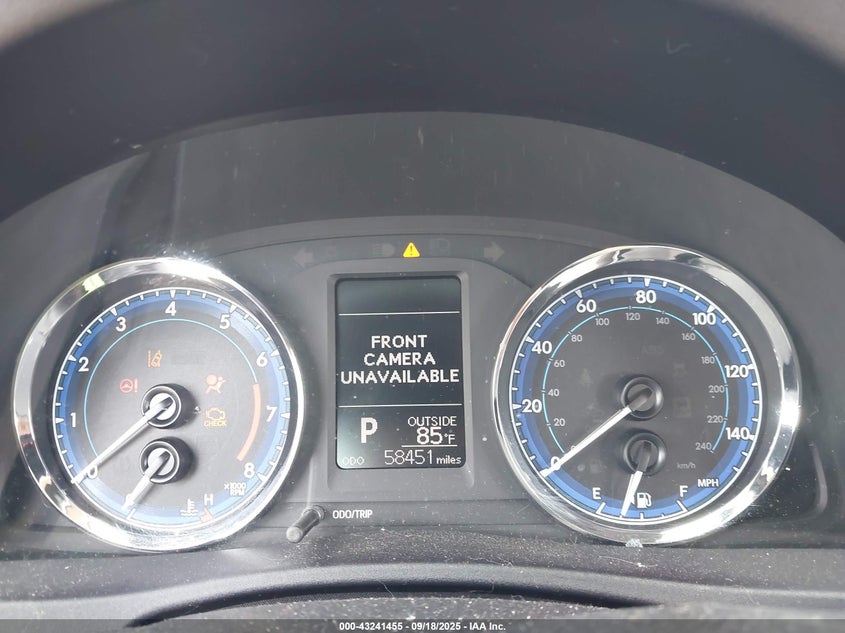 FRONT
CAMERA
UNAVAILABLE
P
OUTSIDE
85°F
ODO 58451 miles
ODO/TRIP
0 1 2 3 4 5 6 7 8
x1000
RPM
CHECK
H
0 20 40 60 80 100 120 140
MPH
20 40 60 80 100 120 140 160 180 200 220 240
km/h
E F
000-43241455 - 09/18/2025 - IAA Inc.